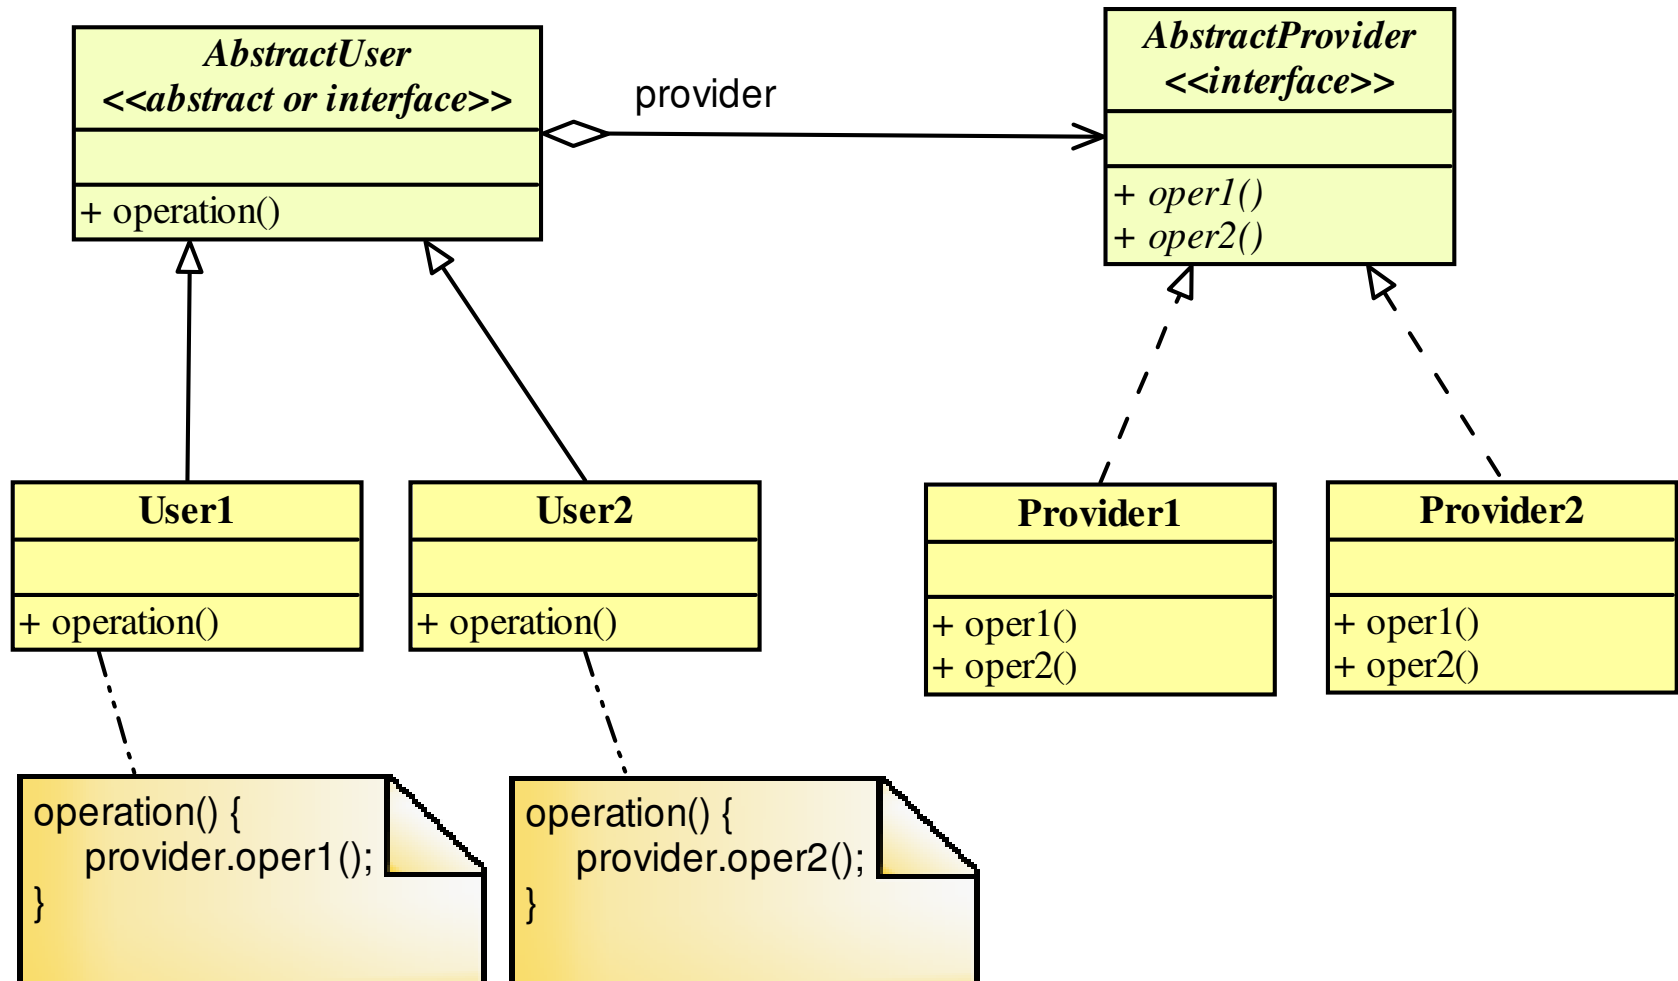 AbstractUser
<<abstract or interface>>
+ operation()
provider
AbstractProvider
<<interface>>
+ oper1()
+ oper2()
User1
+ operation()
User2
+ operation()
Provider1
+ oper1()
+ oper2()
Provider2
+ oper1()
+ oper2()
operation() {
provider.oper1();
}
operation() {
provider.oper2();
}